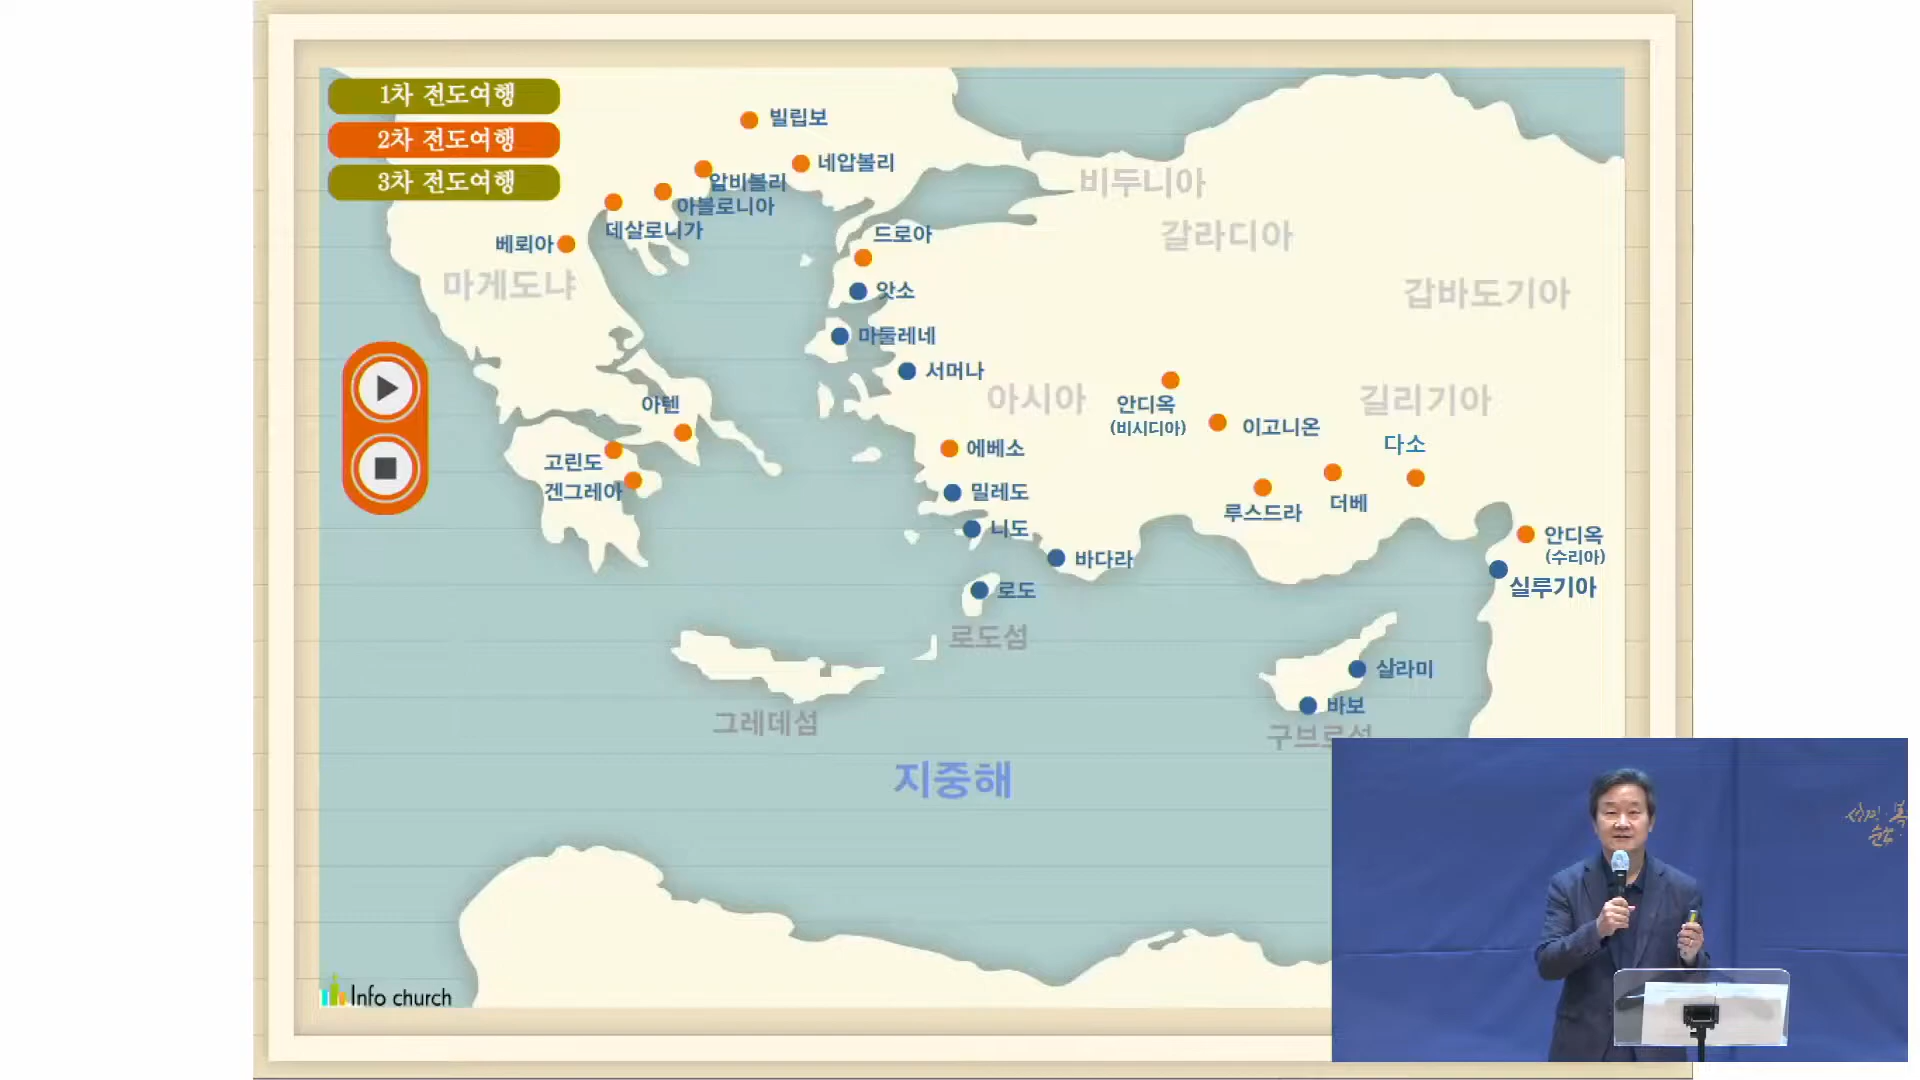 1차 전도여행
2차 전도여행
3차 전도여행
빌립보
네압볼리
암비볼리
아볼로니아
데살로니가
베뢰아
마게도냐
비두니아
갈라디아
갑바도기아
드로아
앗소
마둘레네
서머나
아시아
안디옥
(비시디아)
이고니온
길리기아
다소
아텐
고린도
겐그레아
에베소
밀레도
니도
바다라
루스드라
더베
안디옥
(수리아)
실루기아
로도
로도섬
살라미
바보
구브로섬
그레데섬
지중해
Info church